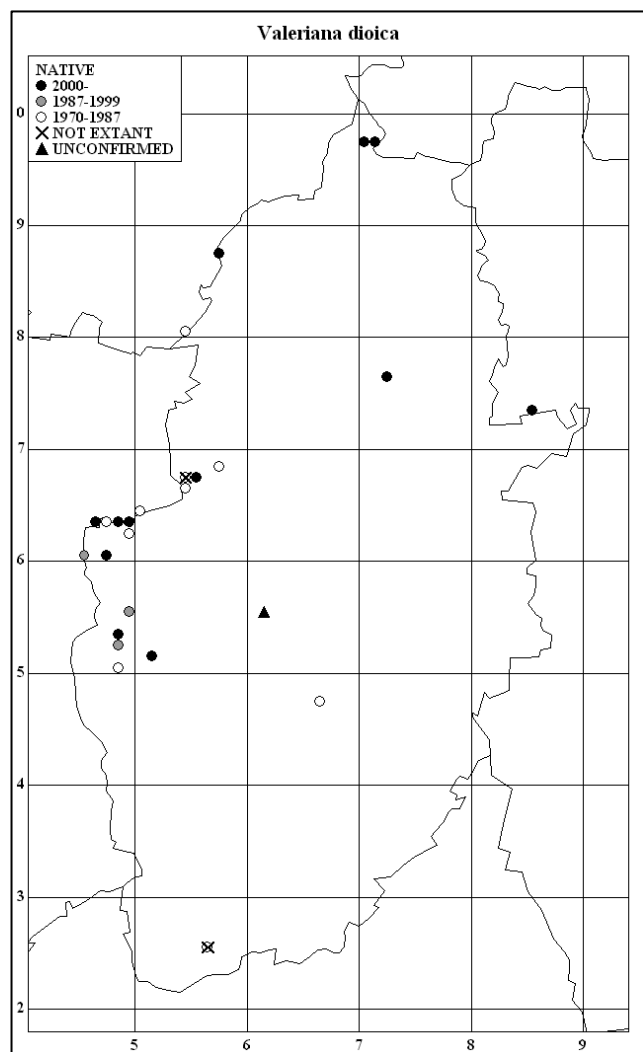 Valeriana dioica
NATIVE
2000-
1987-1999
1970-1987
NOT EXTANT
UNCONFIRMED
0
9
8
7
6
5
4
3
2
5 6 7 8 9